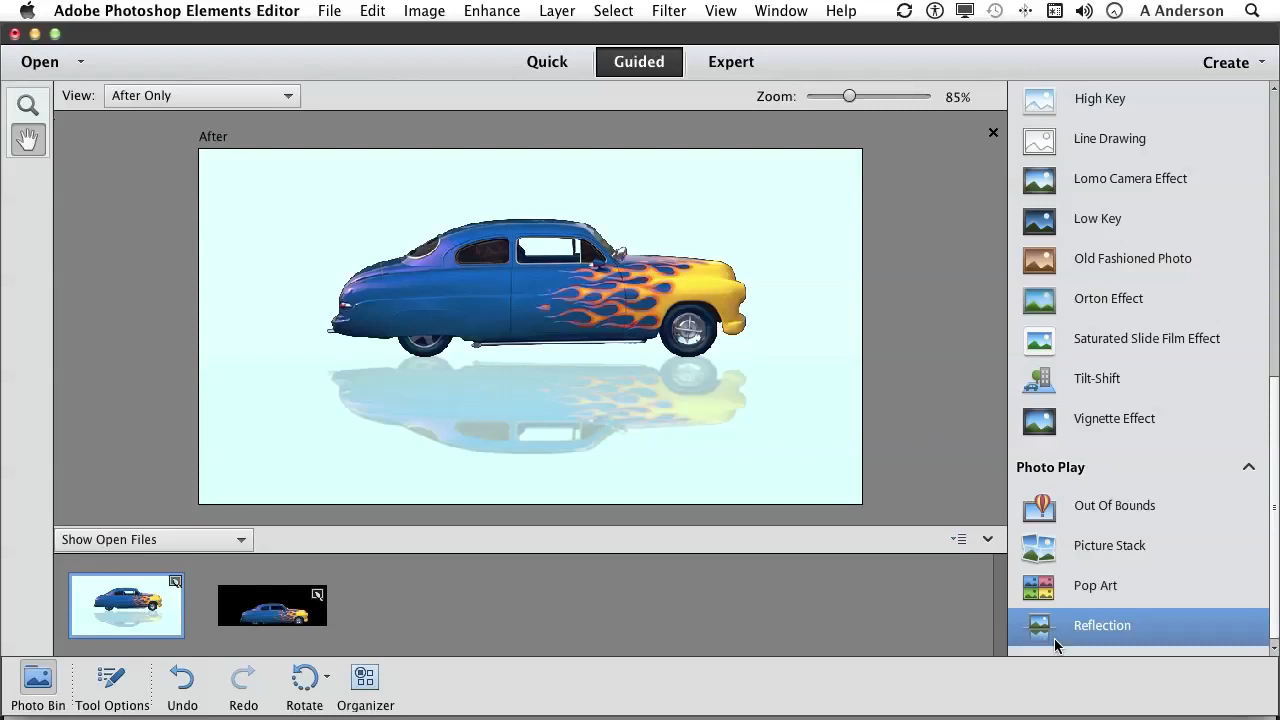 Adobe Photoshop Elements Editor File Edit Image Enhance Layer Select Filter View Window Help A Anderson
Open Quick Guided Expert Create
View: After Only Zoom: 85%
After
High Key
Line Drawing
Lomo Camera Effect
Low Key
Old Fashioned Photo
Orton Effect
Saturated Slide Film Effect
Tilt-Shift
Vignette Effect
Photo Play
Out Of Bounds
Picture Stack
Pop Art
Reflection
Show Open Files
Photo Bin Tool Options Undo Redo Rotate Organizer